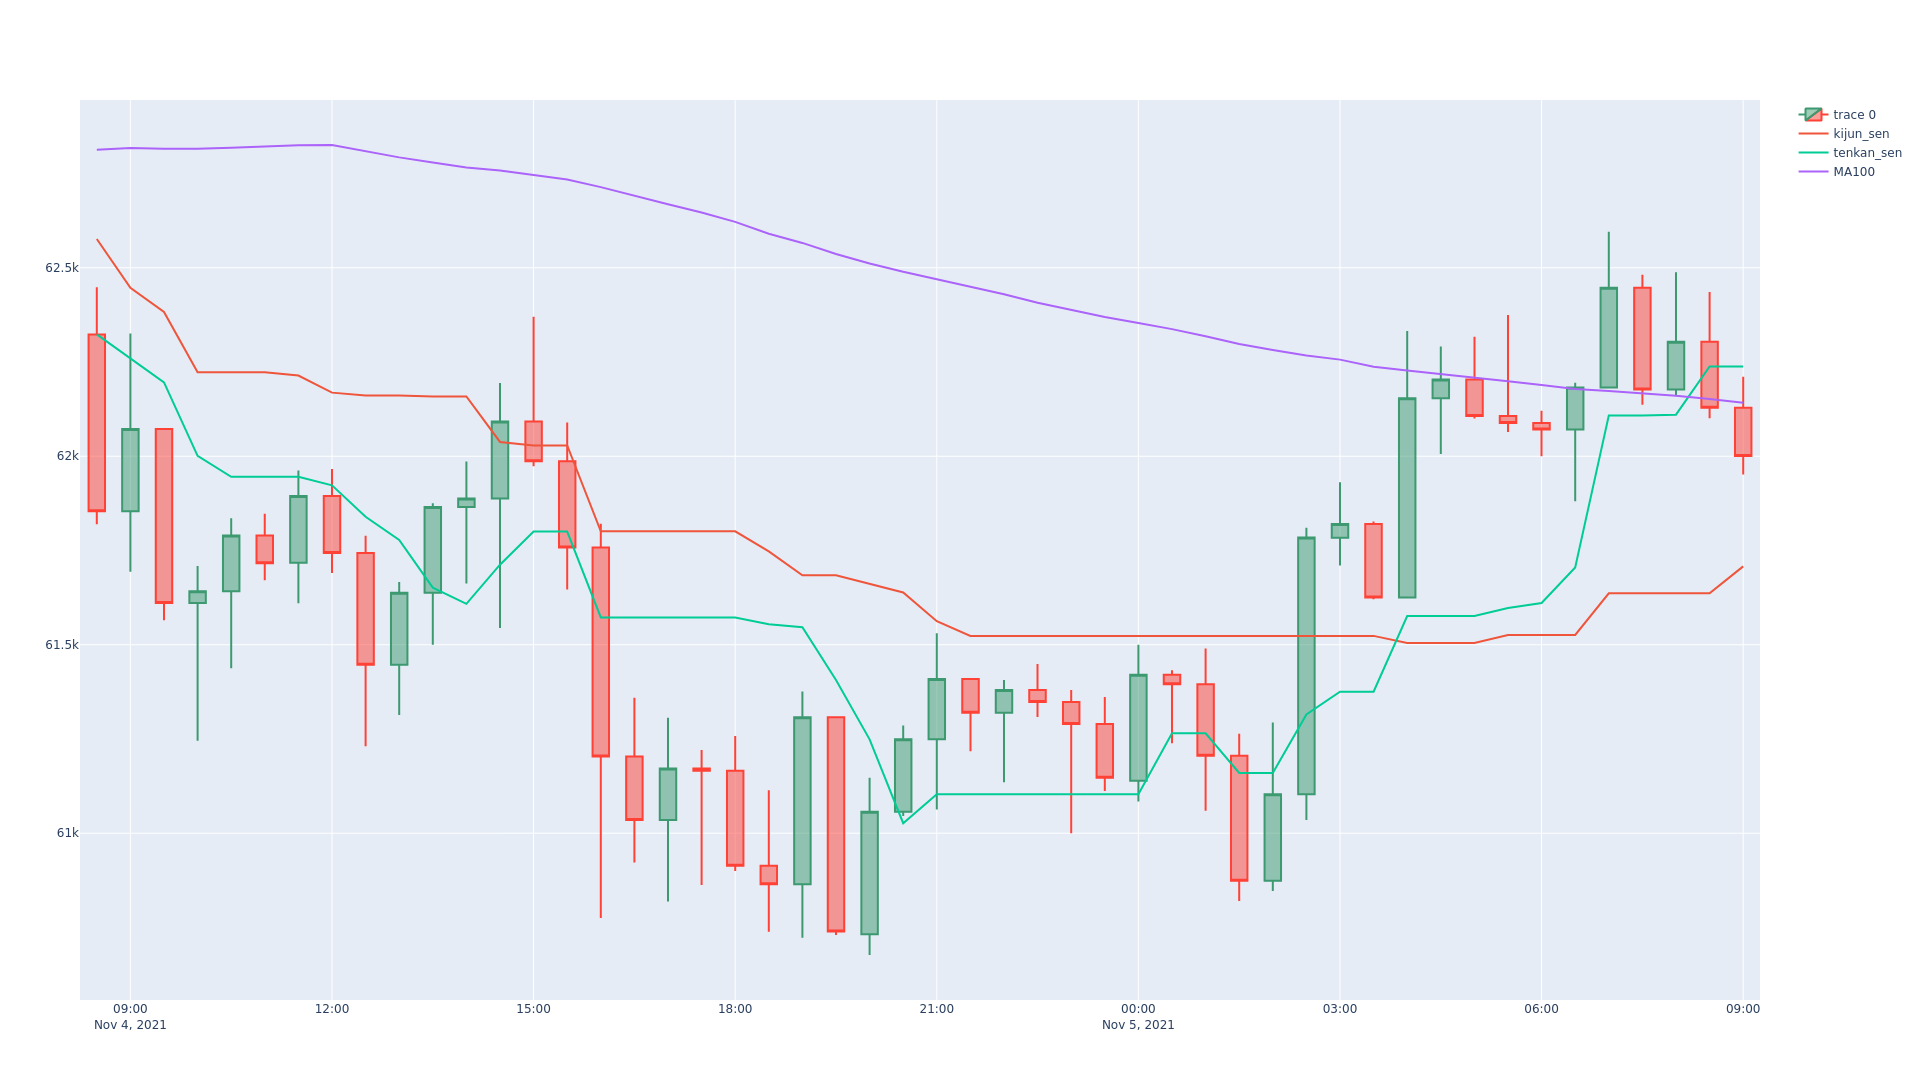 trace 0
kijun_sen
tenkan_sen
MA100
62.5k
62k
61.5k
61k
09:00 12:00 15:00 18:00 21:00 00:00 03:00 06:00 09:00
Nov 4, 2021 Nov 5, 2021